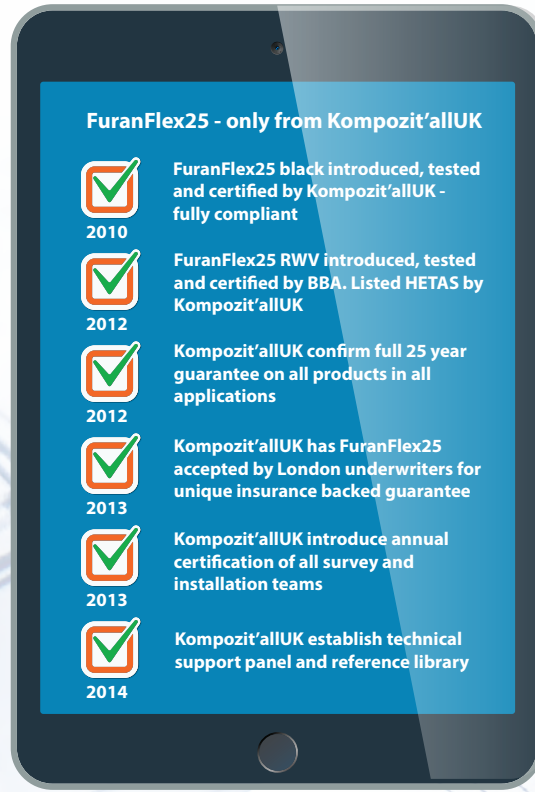 FuranFlex25 - only from Kompozit'allUK
FuranFlex25 black introduced, tested
and certified by Kompozit'allUK -
fully compliant
2010
FuranFlex25 RWV introduced, tested
and certified by BBA. Listed HETAS by
Kompozit'allUK
2012
Kompozit'allUK confirm full 25 year
guarantee on all products in all
applications
2012
Kompozit'allUK has FuranFlex25
accepted by London underwriters for
unique insurance backed guarantee
2013
Kompozit'allUK introduce annual
certification of all survey and
installation teams
2013
Kompozit'allUK establish technical
support panel and reference library
2014